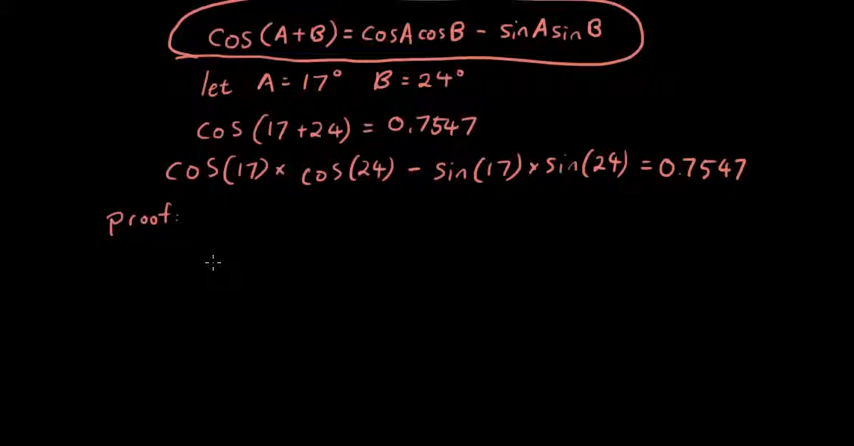 cos (A+B) = cosA cosB - sinA sinB
let A = 17° B = 24°
cos (17 +24) = 0.7547
cos(17) × cos(24) - sin(17) × sin(24) = 0.7547
proof: